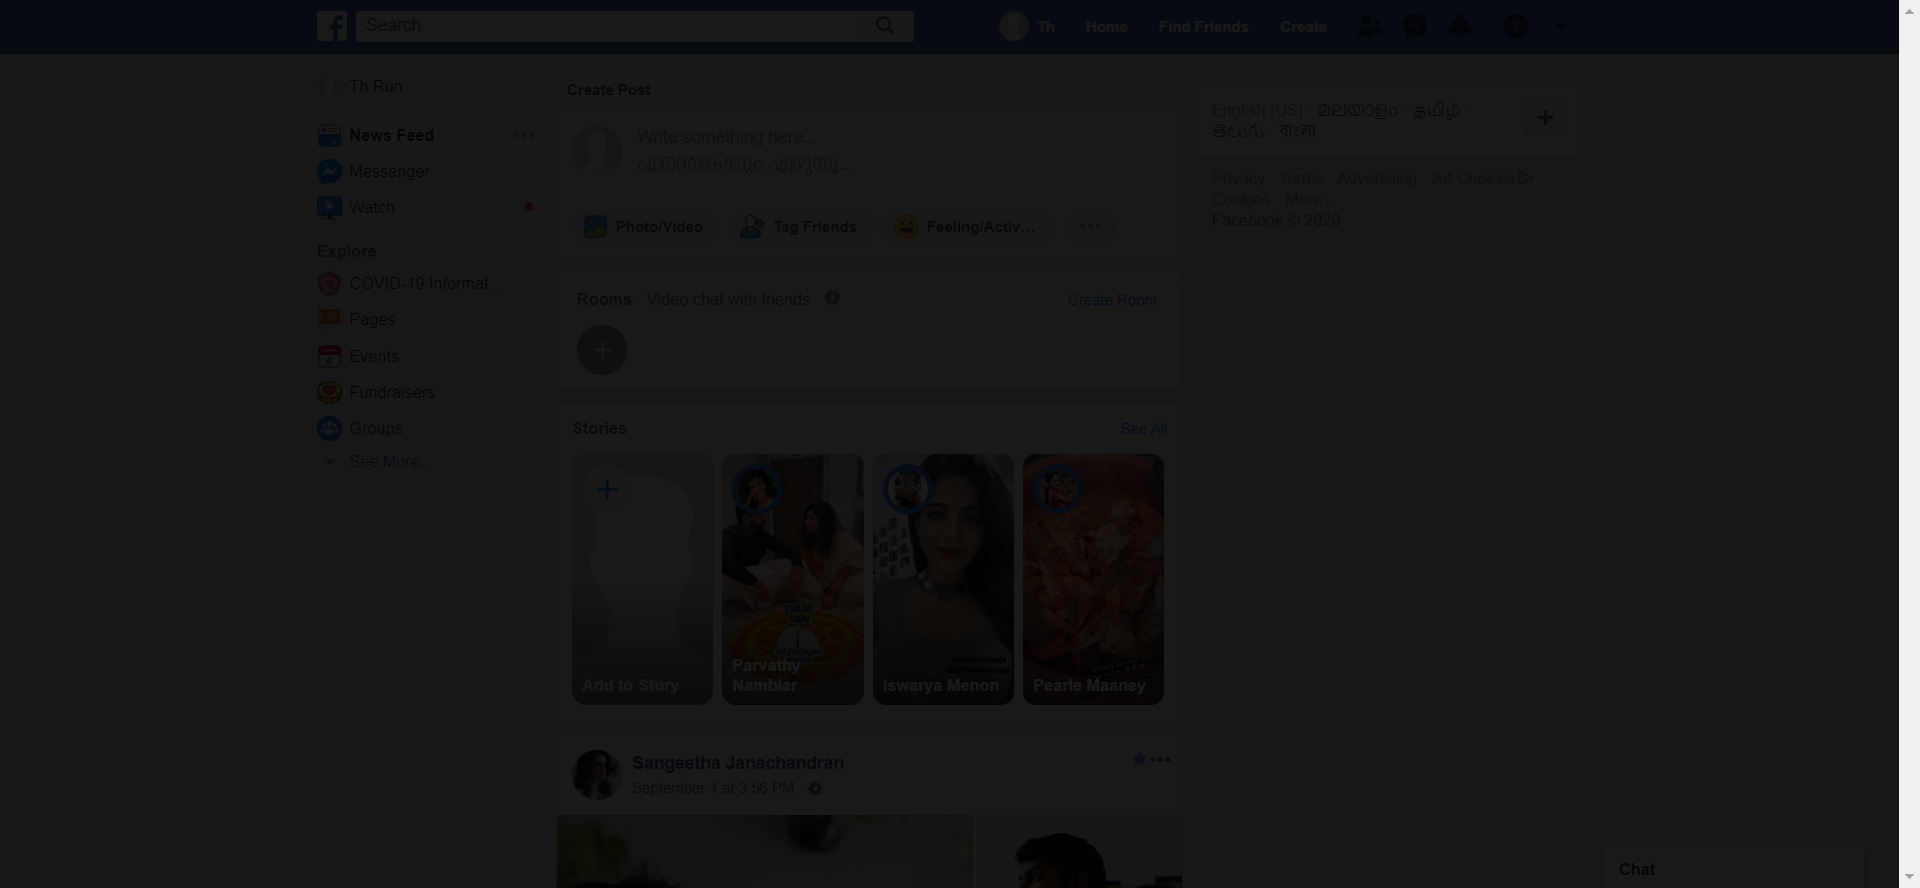 Search
Th
Home
Find Friends
Create
Th Run
News Feed
Messenger
Watch
Explore
COVID-19 Informat...
Pages
Events
Fundraisers
Groups
See More...
Create Post
Write something here...
എന്തെങ്കിലും എഴുതൂ...
Photo/Video
Tag Friends
Feeling/Activ...
Rooms
Video chat with friends
Create Room
Stories
See All
Add to Story
COMING
SOON
Parvathy
Nambiar
Iswarya Menon
Pearle Maaney
Sangeetha Janachandran
September 1 at 3:56 PM ·
English (US) · മലയാളം · தமிழ் ·
తెలుగు · বাংলা
Privacy · Terms · Advertising · Ad Choices
Cookies · More
Facebook © 2020
Chat